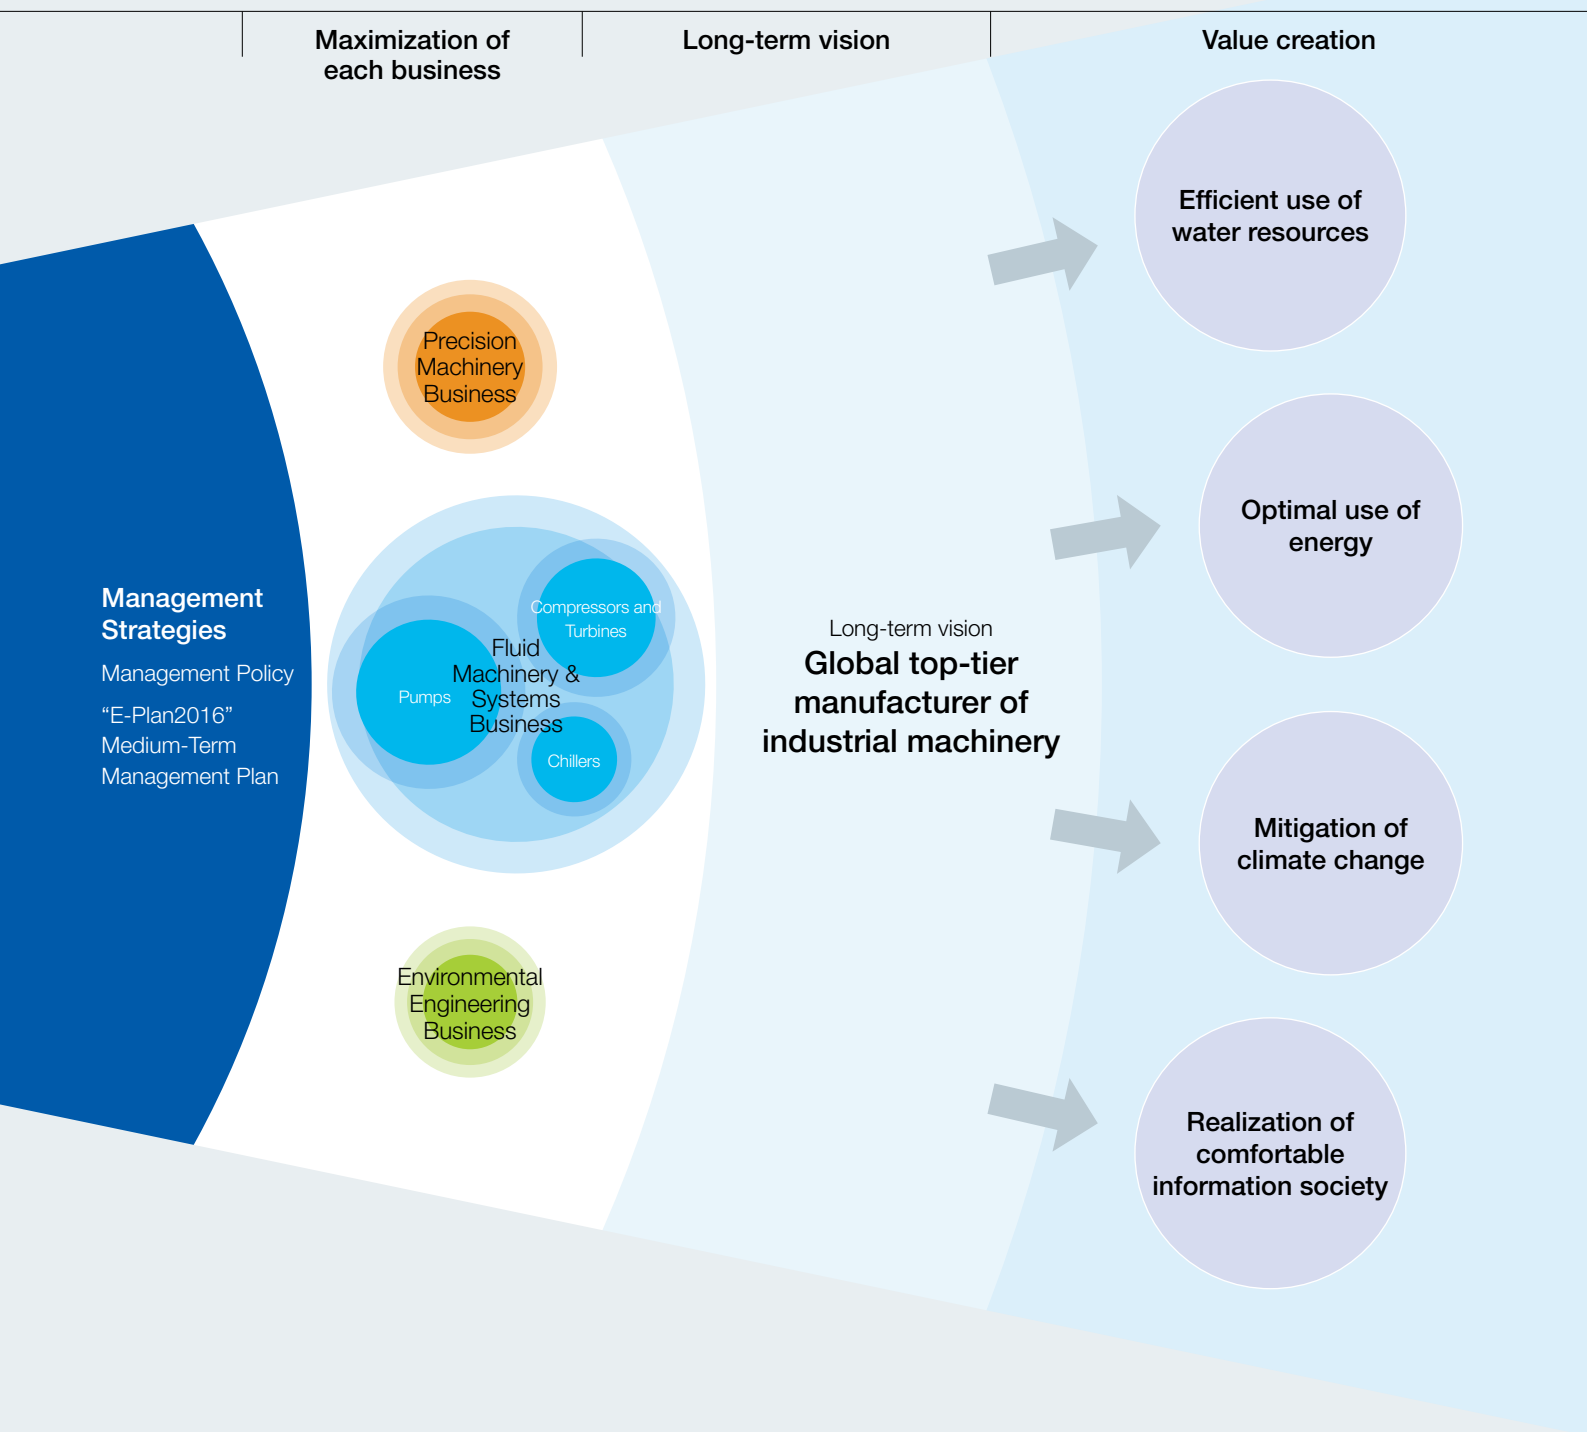 Maximization of
each business
Long-term vision
Value creation
Management
Strategies
Management Policy
“E-Plan2016”
Medium-Term
Management Plan
Precision
Machinery
Business
Fluid
Machinery &
Systems
Business
Pumps
Compressors and
Turbines
Chillers
Environmental
Engineering
Business
Long-term vision
Global top-tier
manufacturer of
industrial machinery
Efficient use of
water resources
Optimal use of
energy
Mitigation of
climate change
Realization of
comfortable
information society